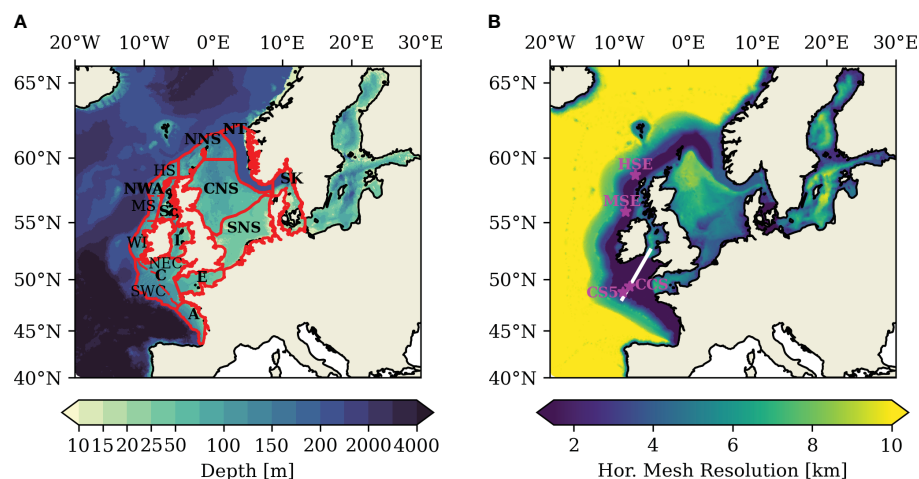 A
B
20°W 10°W 0°E 10°E 20°E 30°E
20°W 10°W 0°E 10°E 20°E 30°E
65°N
65°N
NT
NNS
60°N
60°N
HS
HSE
SK
NWA
CNS
MS
MSE
Sc
55°N
55°N
SNS
WI
I
NEC
50°N
50°N
C
E
SWC
CS5
CCS
A
45°N
45°N
40°N
40°N
10 15 20 25 50 100 150 200 2000 4000
2 4 6 8 10
Depth [m]
Hor. Mesh Resolution [km]